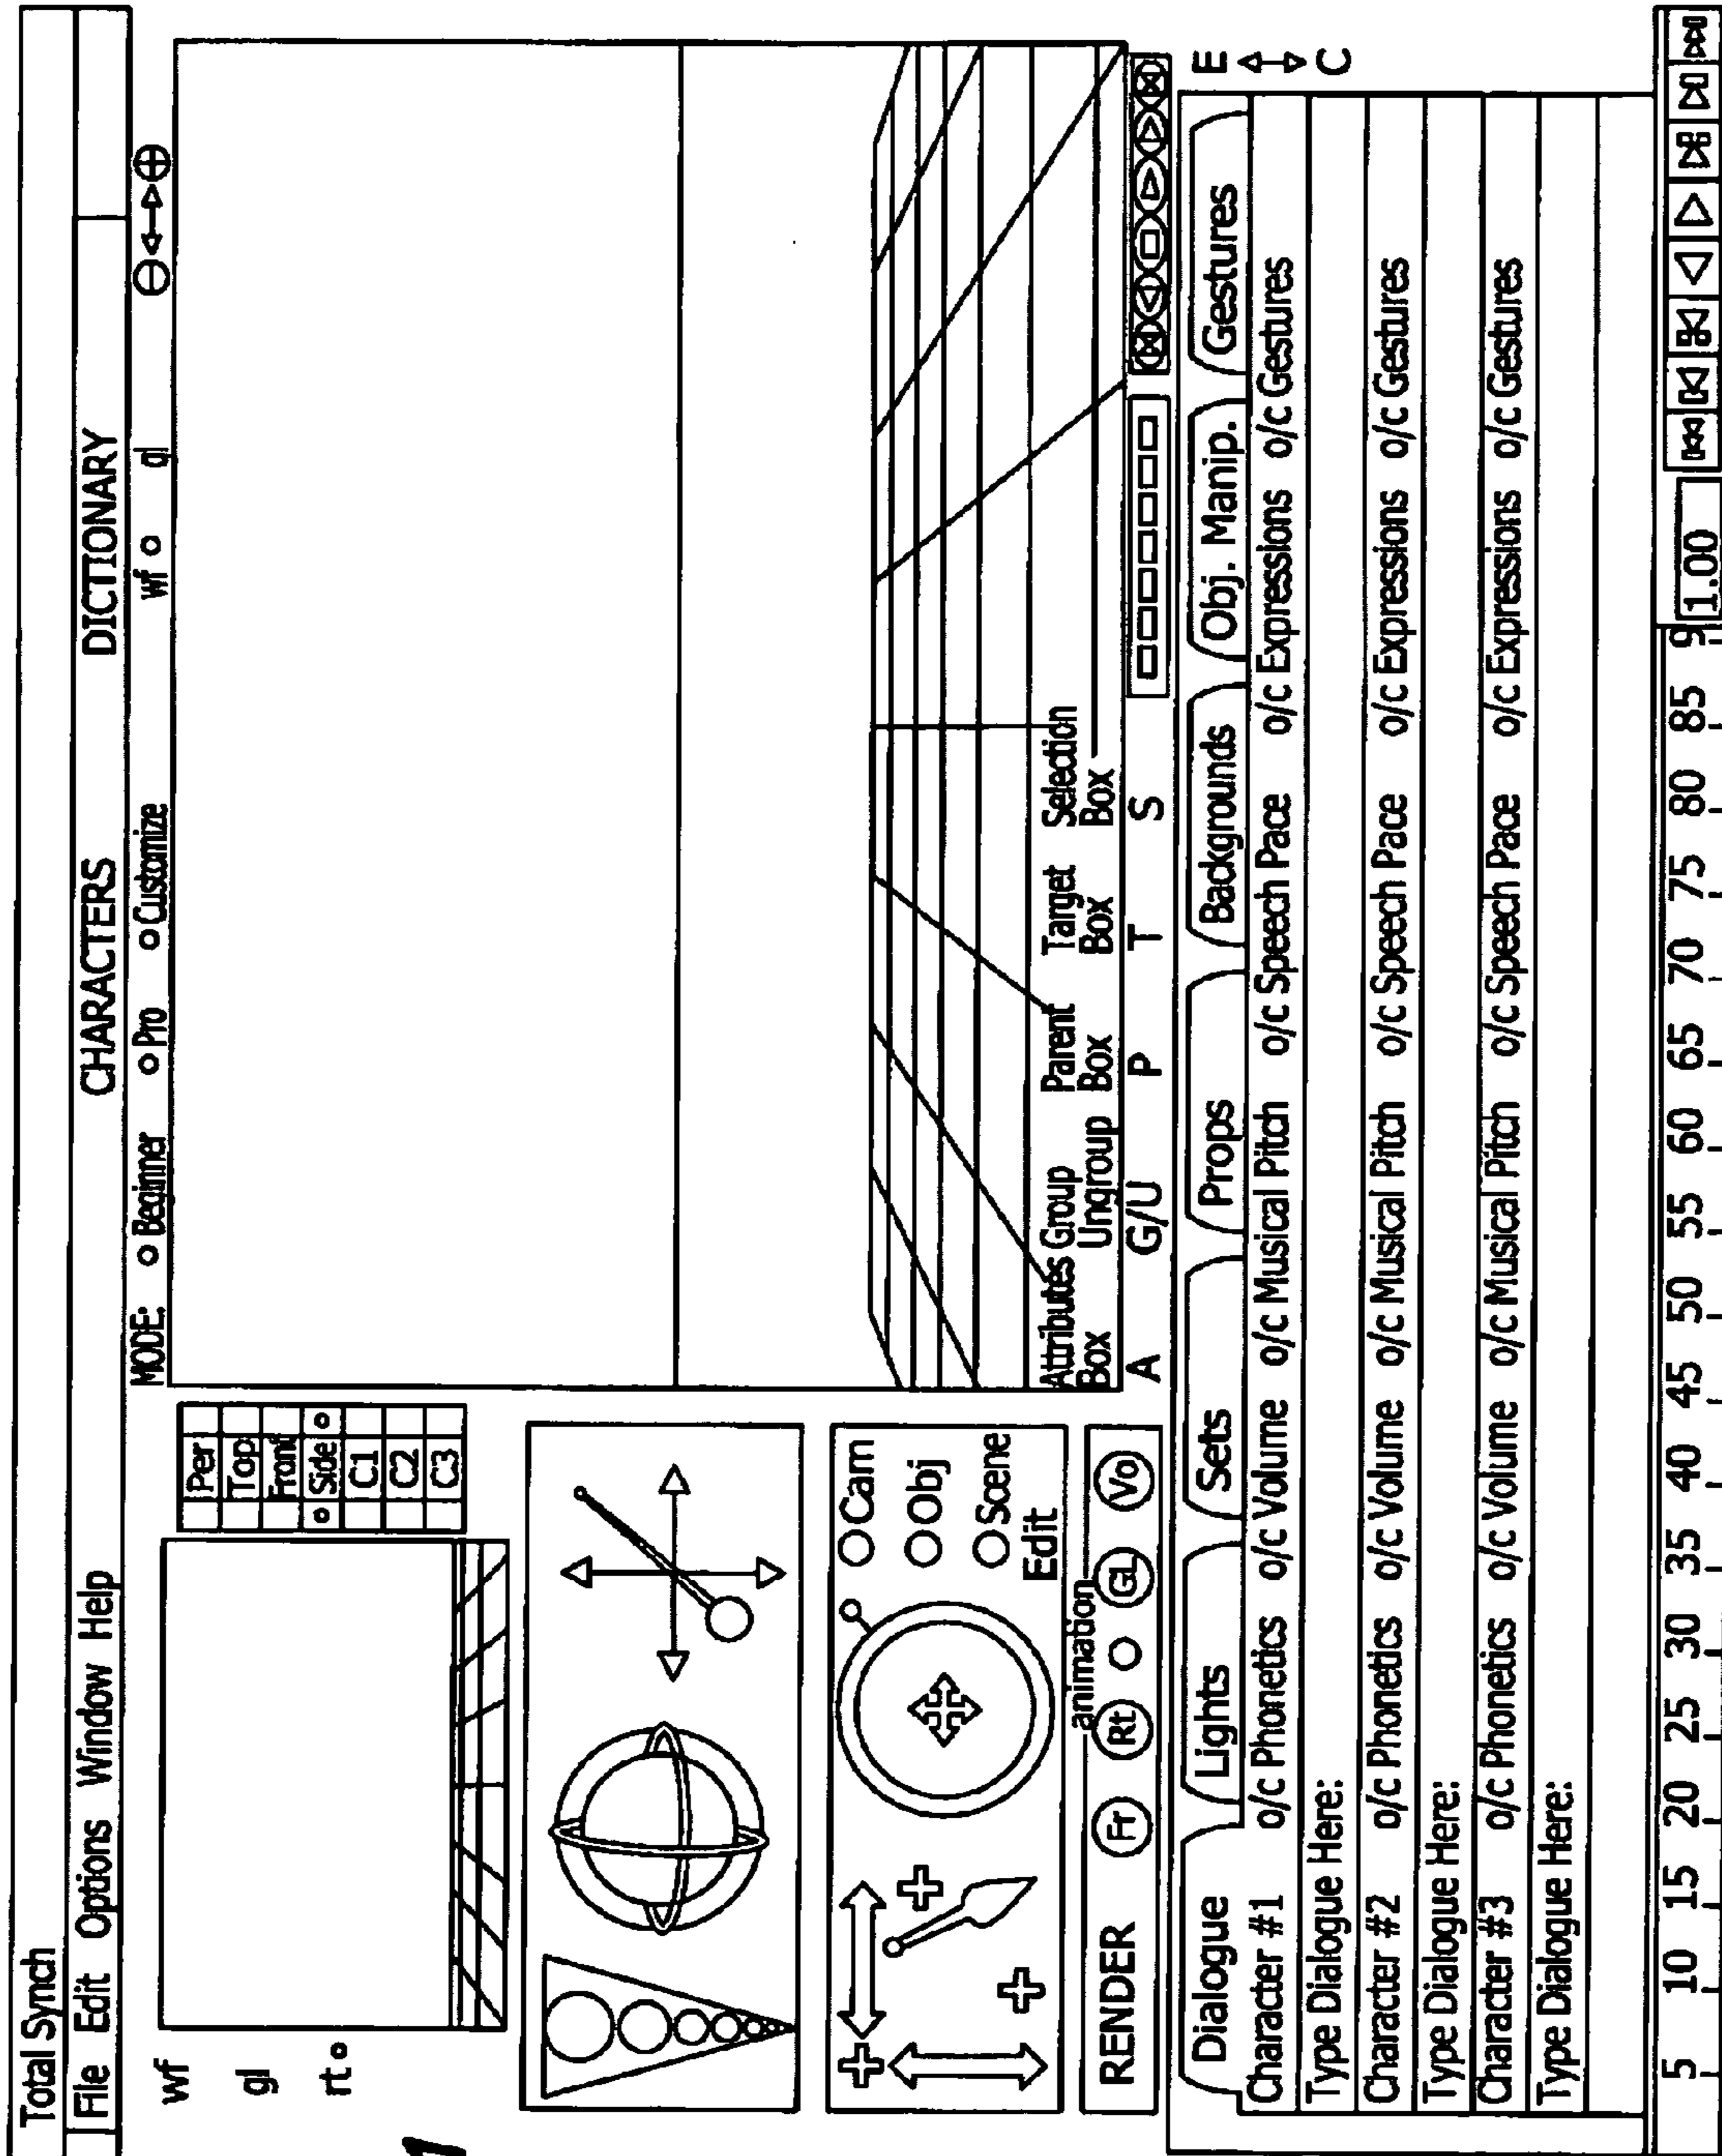 Total Synch
File Edit Options Window Help
CHARACTERS DICTIONARY
MODE: o Beginner o Pro o Customize wf o gl
wf
gl
rt o
Per
Top
Front
o Side o
C1
C2
C3
Cam
Obj
Scene
Edit
animation
RENDER Fr Rt GL Vo
Attributes Box
Group Ungroup
Parent Box
Target Box
Selection Box
A G/U P T S
E
C
Dialogue Lights Sets Props Backgrounds Obj. Manip. Gestures
Character #1 o/c Phonetics o/c Volume o/c Musical Pitch o/c Speech Pace o/c Expressions o/c Gestures
Type Dialogue Here:
Character #2 o/c Phonetics o/c Volume o/c Musical Pitch o/c Speech Pace o/c Expressions o/c Gestures
Type Dialogue Here:
Character #3 o/c Phonetics o/c Volume o/c Musical Pitch o/c Speech Pace o/c Expressions o/c Gestures
Type Dialogue Here:
5 10 15 20 25 30 35 40 45 50 55 60 65 70 75 80 85 9 1.00